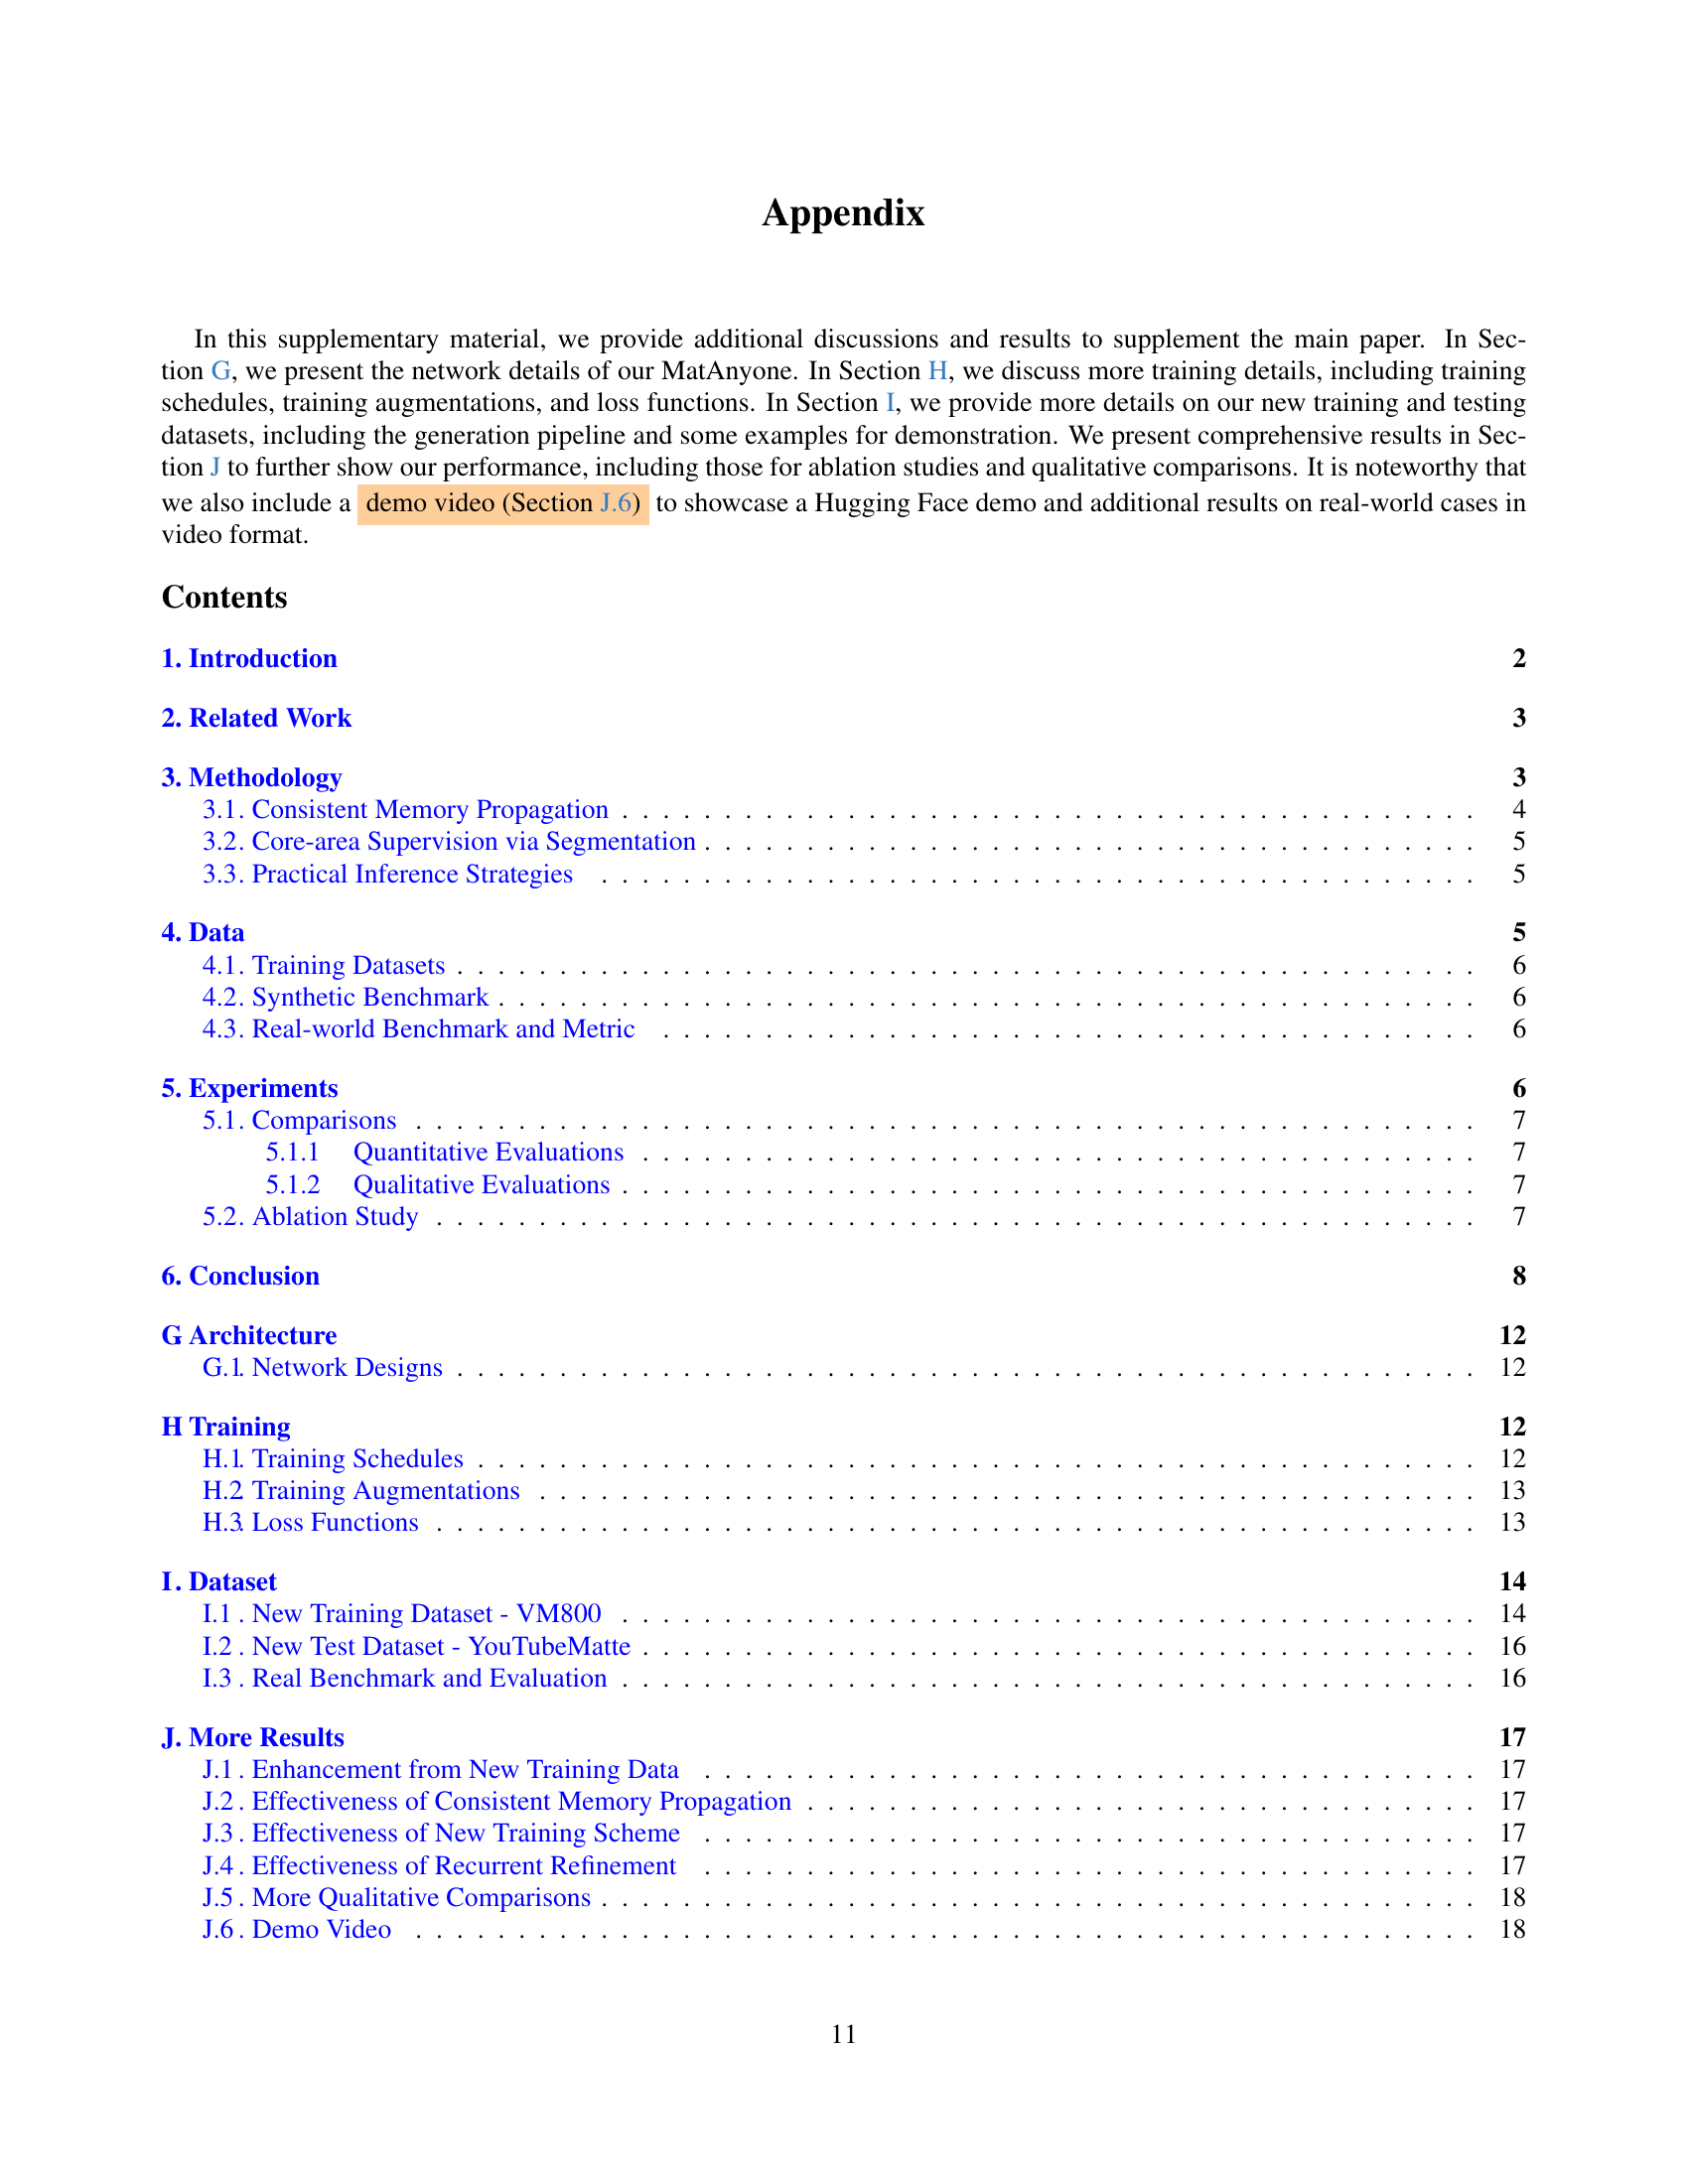 Appendix
In this supplementary material, we provide additional discussions and results to supplement the main paper. In Sec-
tion G, we present the network details of our MatAnyone. In Section H, we discuss more training details, including training
schedules, training augmentations, and loss functions. In Section I, we provide more details on our new training and testing
datasets, including the generation pipeline and some examples for demonstration. We present comprehensive results in Sec-
tion J to further show our performance, including those for ablation studies and qualitative comparisons. It is noteworthy that
we also include a demo video (Section J.6) to showcase a Hugging Face demo and additional results on real-world cases in
video format.
Contents
1. Introduction 2
2. Related Work 3
3. Methodology 3
3.1. Consistent Memory Propagation . . . . . . . . . . . . . . . . . . . . . . . . . . . . . . . . . . . . . . . . . . 4
3.2. Core-area Supervision via Segmentation . . . . . . . . . . . . . . . . . . . . . . . . . . . . . . . . . . . . . . 5
3.3. Practical Inference Strategies . . . . . . . . . . . . . . . . . . . . . . . . . . . . . . . . . . . . . . . . . . . 5
4. Data 5
4.1. Training Datasets . . . . . . . . . . . . . . . . . . . . . . . . . . . . . . . . . . . . . . . . . . . . . . . . . . 6
4.2. Synthetic Benchmark . . . . . . . . . . . . . . . . . . . . . . . . . . . . . . . . . . . . . . . . . . . . . . . . 6
4.3. Real-world Benchmark and Metric . . . . . . . . . . . . . . . . . . . . . . . . . . . . . . . . . . . . . . . . 6
5. Experiments 6
5.1. Comparisons . . . . . . . . . . . . . . . . . . . . . . . . . . . . . . . . . . . . . . . . . . . . . . . . . . . . 7
5.1.1 Quantitative Evaluations . . . . . . . . . . . . . . . . . . . . . . . . . . . . . . . . . . . . . . . . . 7
5.1.2 Qualitative Evaluations . . . . . . . . . . . . . . . . . . . . . . . . . . . . . . . . . . . . . . . . . . 7
5.2. Ablation Study . . . . . . . . . . . . . . . . . . . . . . . . . . . . . . . . . . . . . . . . . . . . . . . . . . . 7
6. Conclusion 8
G Architecture 12
G.1. Network Designs . . . . . . . . . . . . . . . . . . . . . . . . . . . . . . . . . . . . . . . . . . . . . . . . . . 12
H Training 12
H.1. Training Schedules . . . . . . . . . . . . . . . . . . . . . . . . . . . . . . . . . . . . . . . . . . . . . . . . . 12
H.2 Training Augmentations . . . . . . . . . . . . . . . . . . . . . . . . . . . . . . . . . . . . . . . . . . . . . . 13
H.3. Loss Functions . . . . . . . . . . . . . . . . . . . . . . . . . . . . . . . . . . . . . . . . . . . . . . . . . . . 13
I. Dataset 14
I.1. New Training Dataset - VM800 . . . . . . . . . . . . . . . . . . . . . . . . . . . . . . . . . . . . . . . . . . 14
I.2. New Test Dataset - YouTubeMatte . . . . . . . . . . . . . . . . . . . . . . . . . . . . . . . . . . . . . . . . . 16
I.3. Real Benchmark and Evaluation . . . . . . . . . . . . . . . . . . . . . . . . . . . . . . . . . . . . . . . . . . 16
J. More Results 17
J.1. Enhancement from New Training Data . . . . . . . . . . . . . . . . . . . . . . . . . . . . . . . . . . . . . . 17
J.2. Effectiveness of Consistent Memory Propagation . . . . . . . . . . . . . . . . . . . . . . . . . . . . . . . . . 17
J.3. Effectiveness of New Training Scheme . . . . . . . . . . . . . . . . . . . . . . . . . . . . . . . . . . . . . . 17
J.4. Effectiveness of Recurrent Refinement . . . . . . . . . . . . . . . . . . . . . . . . . . . . . . . . . . . . . . 17
J.5. More Qualitative Comparisons . . . . . . . . . . . . . . . . . . . . . . . . . . . . . . . . . . . . . . . . . . . 18
J.6. Demo Video . . . . . . . . . . . . . . . . . . . . . . . . . . . . . . . . . . . . . . . . . . . . . . . . . . . . 18
11